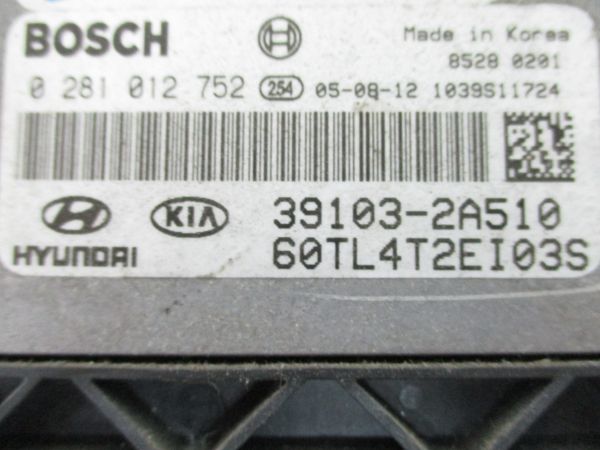 BOSCH
Made in Korea
8528 0201
0 281 012 752 254 05-08-12 1039S11724
KIA 39103-2A510
HYUNDAI 60TL4T2EI03S